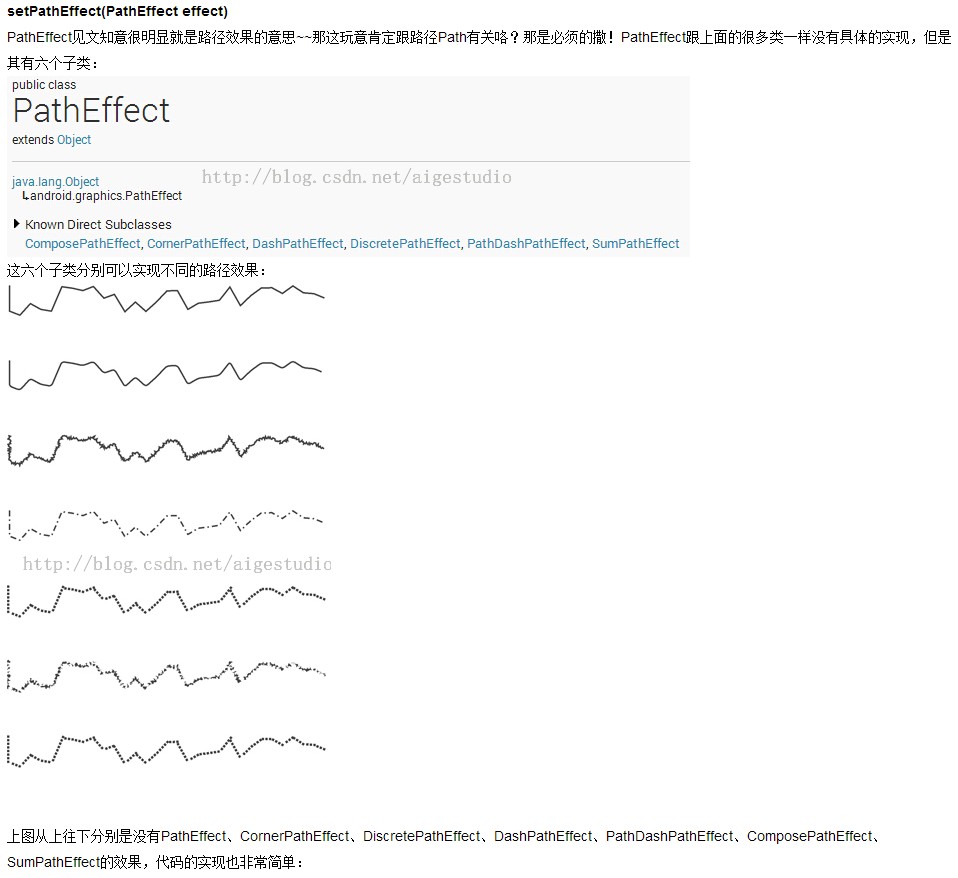 setPathEffect(PathEffect effect)
PathEffect见文知意很明显就是路径效果的意思~~那这玩意肯定跟路径Path有关咯？那是必须的撒！PathEffect跟上面的很多类一样没有具体的实现，但是
其有六个子类：
public class
PathEffect
extends Object
http://blog.csdn.net/aigestudio
java.lang.Object
↳android.graphics.PathEffect
Known Direct Subclasses
ComposePathEffect, CornerPathEffect, DashPathEffect, DiscretePathEffect, PathDashPathEffect, SumPathEffect
这六个子类分别可以实现不同的路径效果：
http://blog.csdn.net/aigestudio
上图从上往下分别是没有PathEffect、CornerPathEffect、DiscretePathEffect、DashPathEffect、PathDashPathEffect、ComposePathEffect、
SumPathEffect的效果，代码的实现也非常简单：